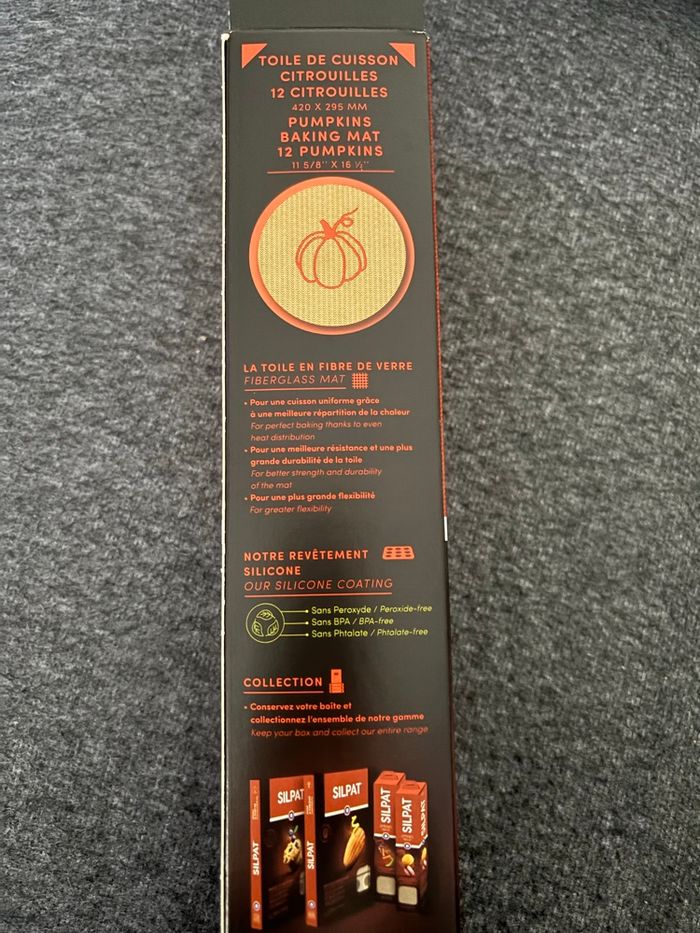 TOILE DE CUISSON
CITROUILLES
12 CITROUILLES
420 X 295 MM
PUMPKINS
BAKING MAT
12 PUMPKINS
11 5/8'' X 16 ½''
LA TOILE EN FIBRE DE VERRE
FIBERGLASS MAT
• Pour une cuisson uniforme grâce
à une meilleure répartition de la chaleur
For perfect baking thanks to even
heat distribution
• Pour une meilleure résistance et une plus
grande durabilité de la toile
For better strength and durability
of the mat
• Pour une plus grande flexibilité
For greater flexibility
NOTRE REVÊTEMENT
SILICONE
OUR SILICONE COATING
Sans Peroxyde / Peroxide-free
Sans BPA / BPA-free
Sans Phtalate / Phtalate-free
COLLECTION
• Conservez votre boîte et
collectionnez l'ensemble de notre gamme
Keep your box and collect our entire range
SILPAT
SILPAT
SILPAT
SILPAT
SILPAT
SILPAT
SILPAT